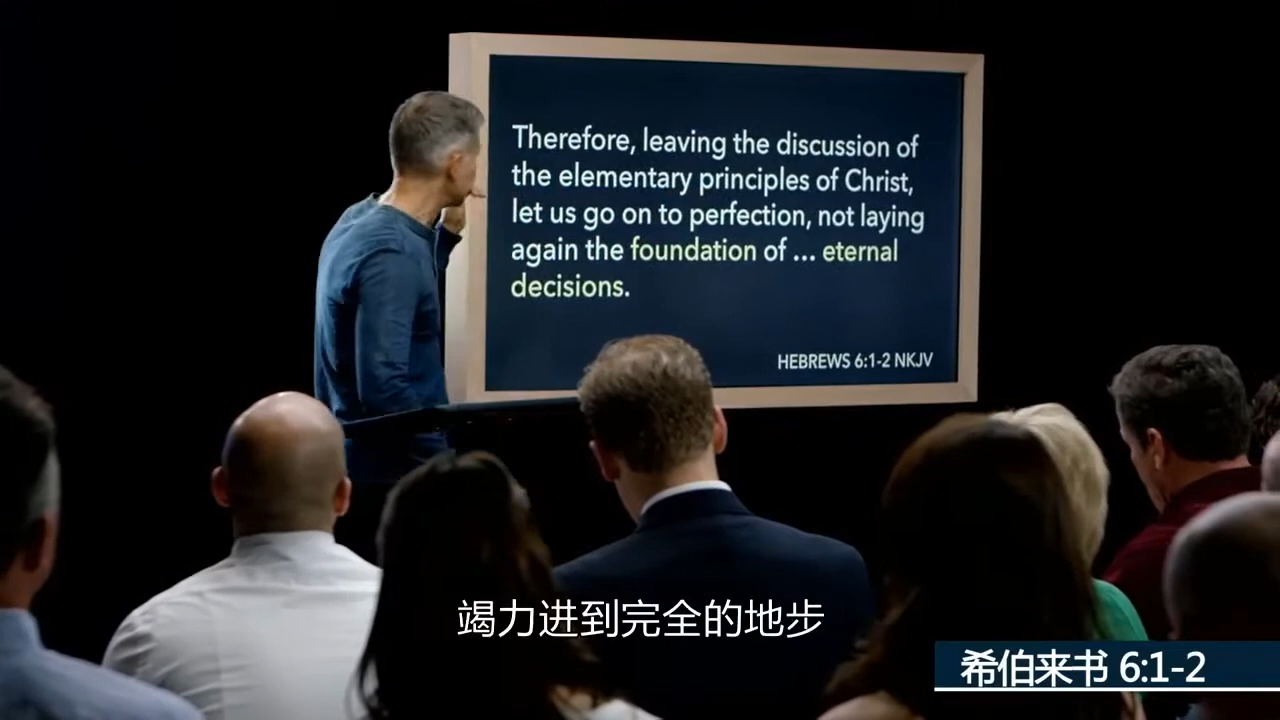 Therefore, leaving the discussion of
the elementary principles of Christ,
let us go on to perfection, not laying
again the foundation of ... eternal
decisions.
HEBREWS 6:1-2 NKJV
竭力进到完全的地步
希伯来书 6:1-2